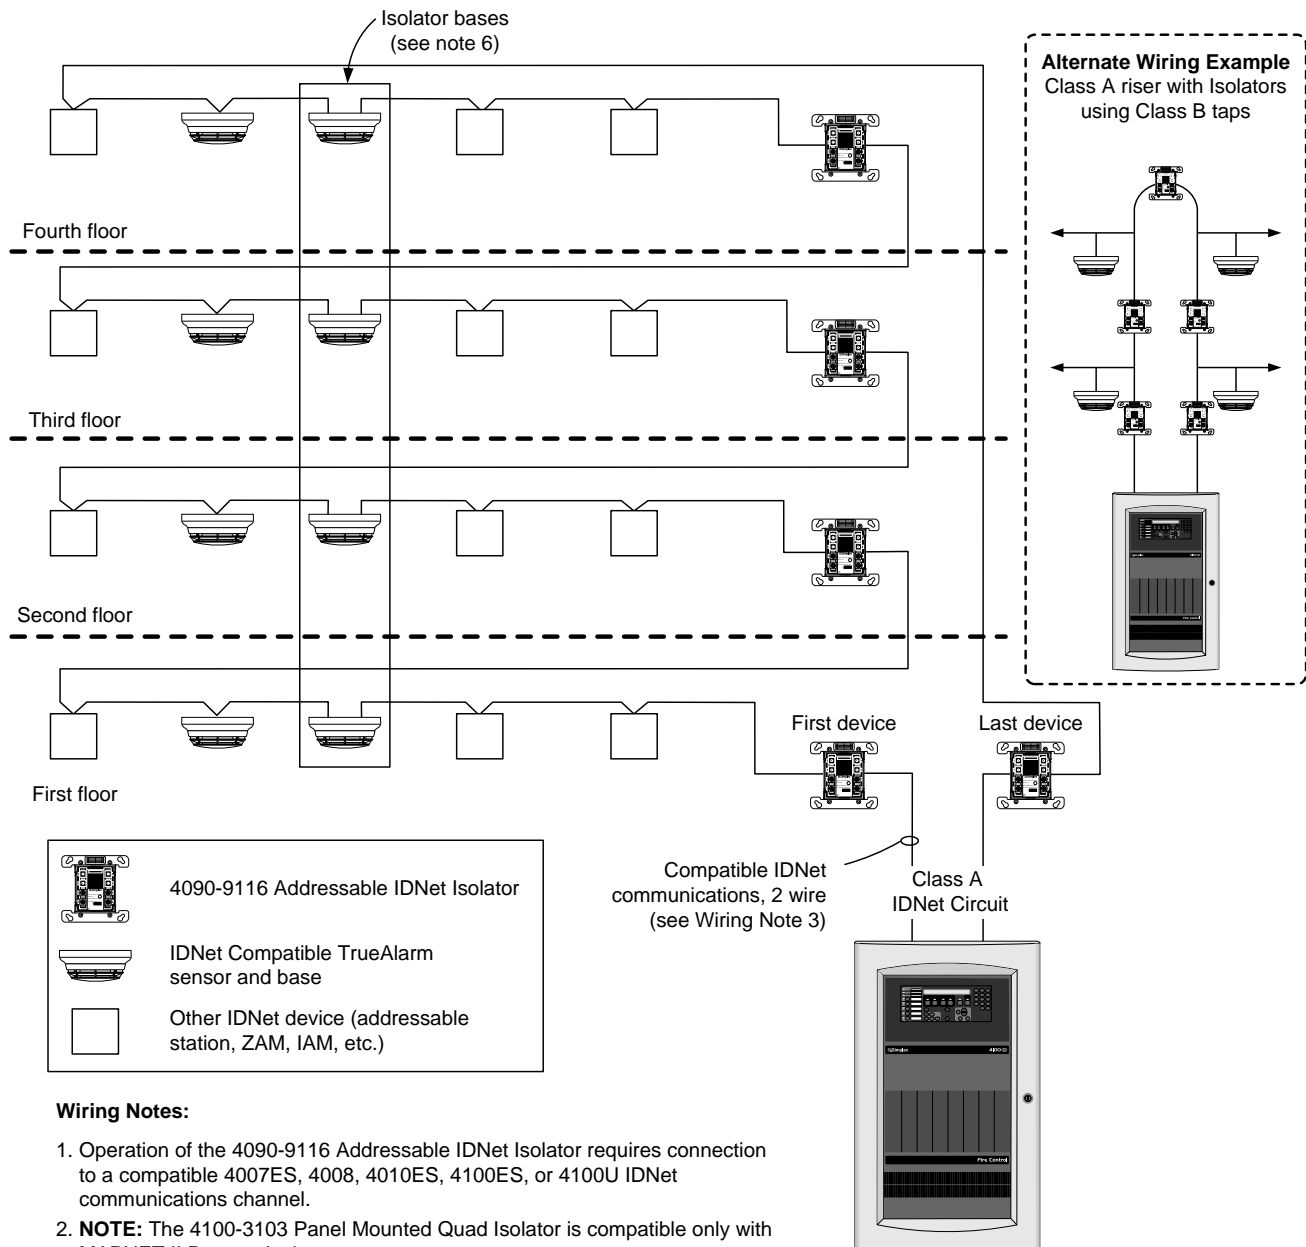 Isolator bases
(see note 6)
Alternate Wiring Example
Class A riser with Isolators
using Class B taps
Fourth floor
Third floor
Second floor
First device
Last device
First floor
4090-9116 Addressable IDNet Isolator
IDNet Compatible TrueAlarm
sensor and base
Other IDNet device (addressable
station, ZAM, IAM, etc.)
Compatible IDNet
communications, 2 wire
(see Wiring Note 3)
Class A
IDNet Circuit
Simplex
Fire Control
Wiring Notes:
1. Operation of the 4090-9116 Addressable IDNet Isolator requires connection
to a compatible 4007ES, 4008, 4010ES, 4100ES, or 4100U IDNet
communications channel.
2. NOTE: The 4100-3103 Panel Mounted Quad Isolator is compatible only with